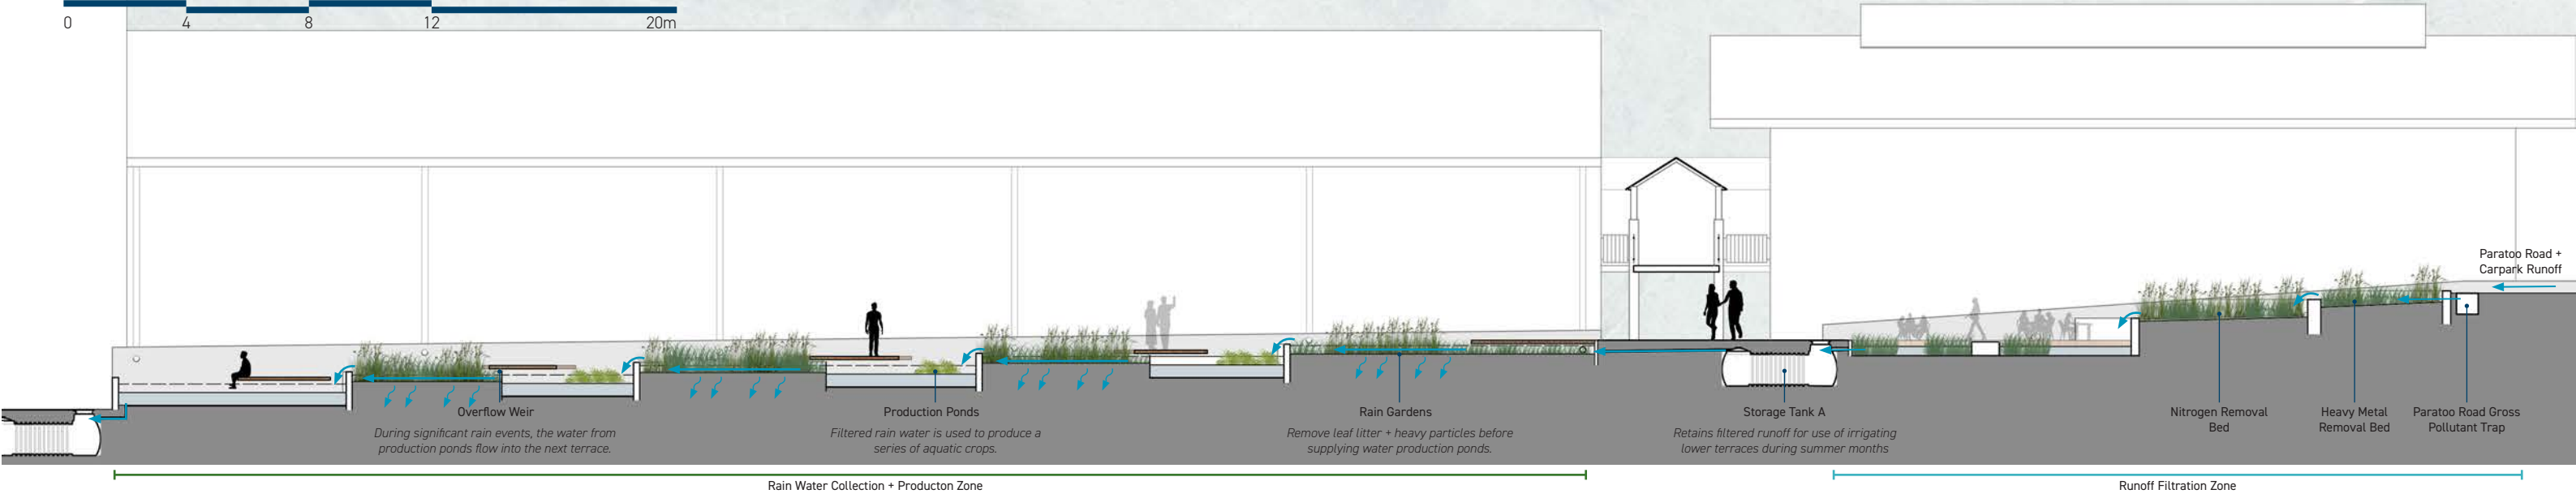 0 4 8 12 20m
Paratoo Road +
Carpark Runoff
Overflow Weir
During significant rain events, the water from
production ponds flow into the next terrace.
Production Ponds
Filtered rain water is used to produce a
series of aquatic crops.
Rain Gardens
Remove leaf litter + heavy particles before
supplying water production ponds.
Storage Tank A
Retains filtered runoff for use of irrigating
lower terraces during summer months
Nitrogen Removal
Bed
Heavy Metal
Removal Bed
Paratoo Road Gross
Pollutant Trap
Rain Water Collection + Producton Zone
Runoff Filtration Zone